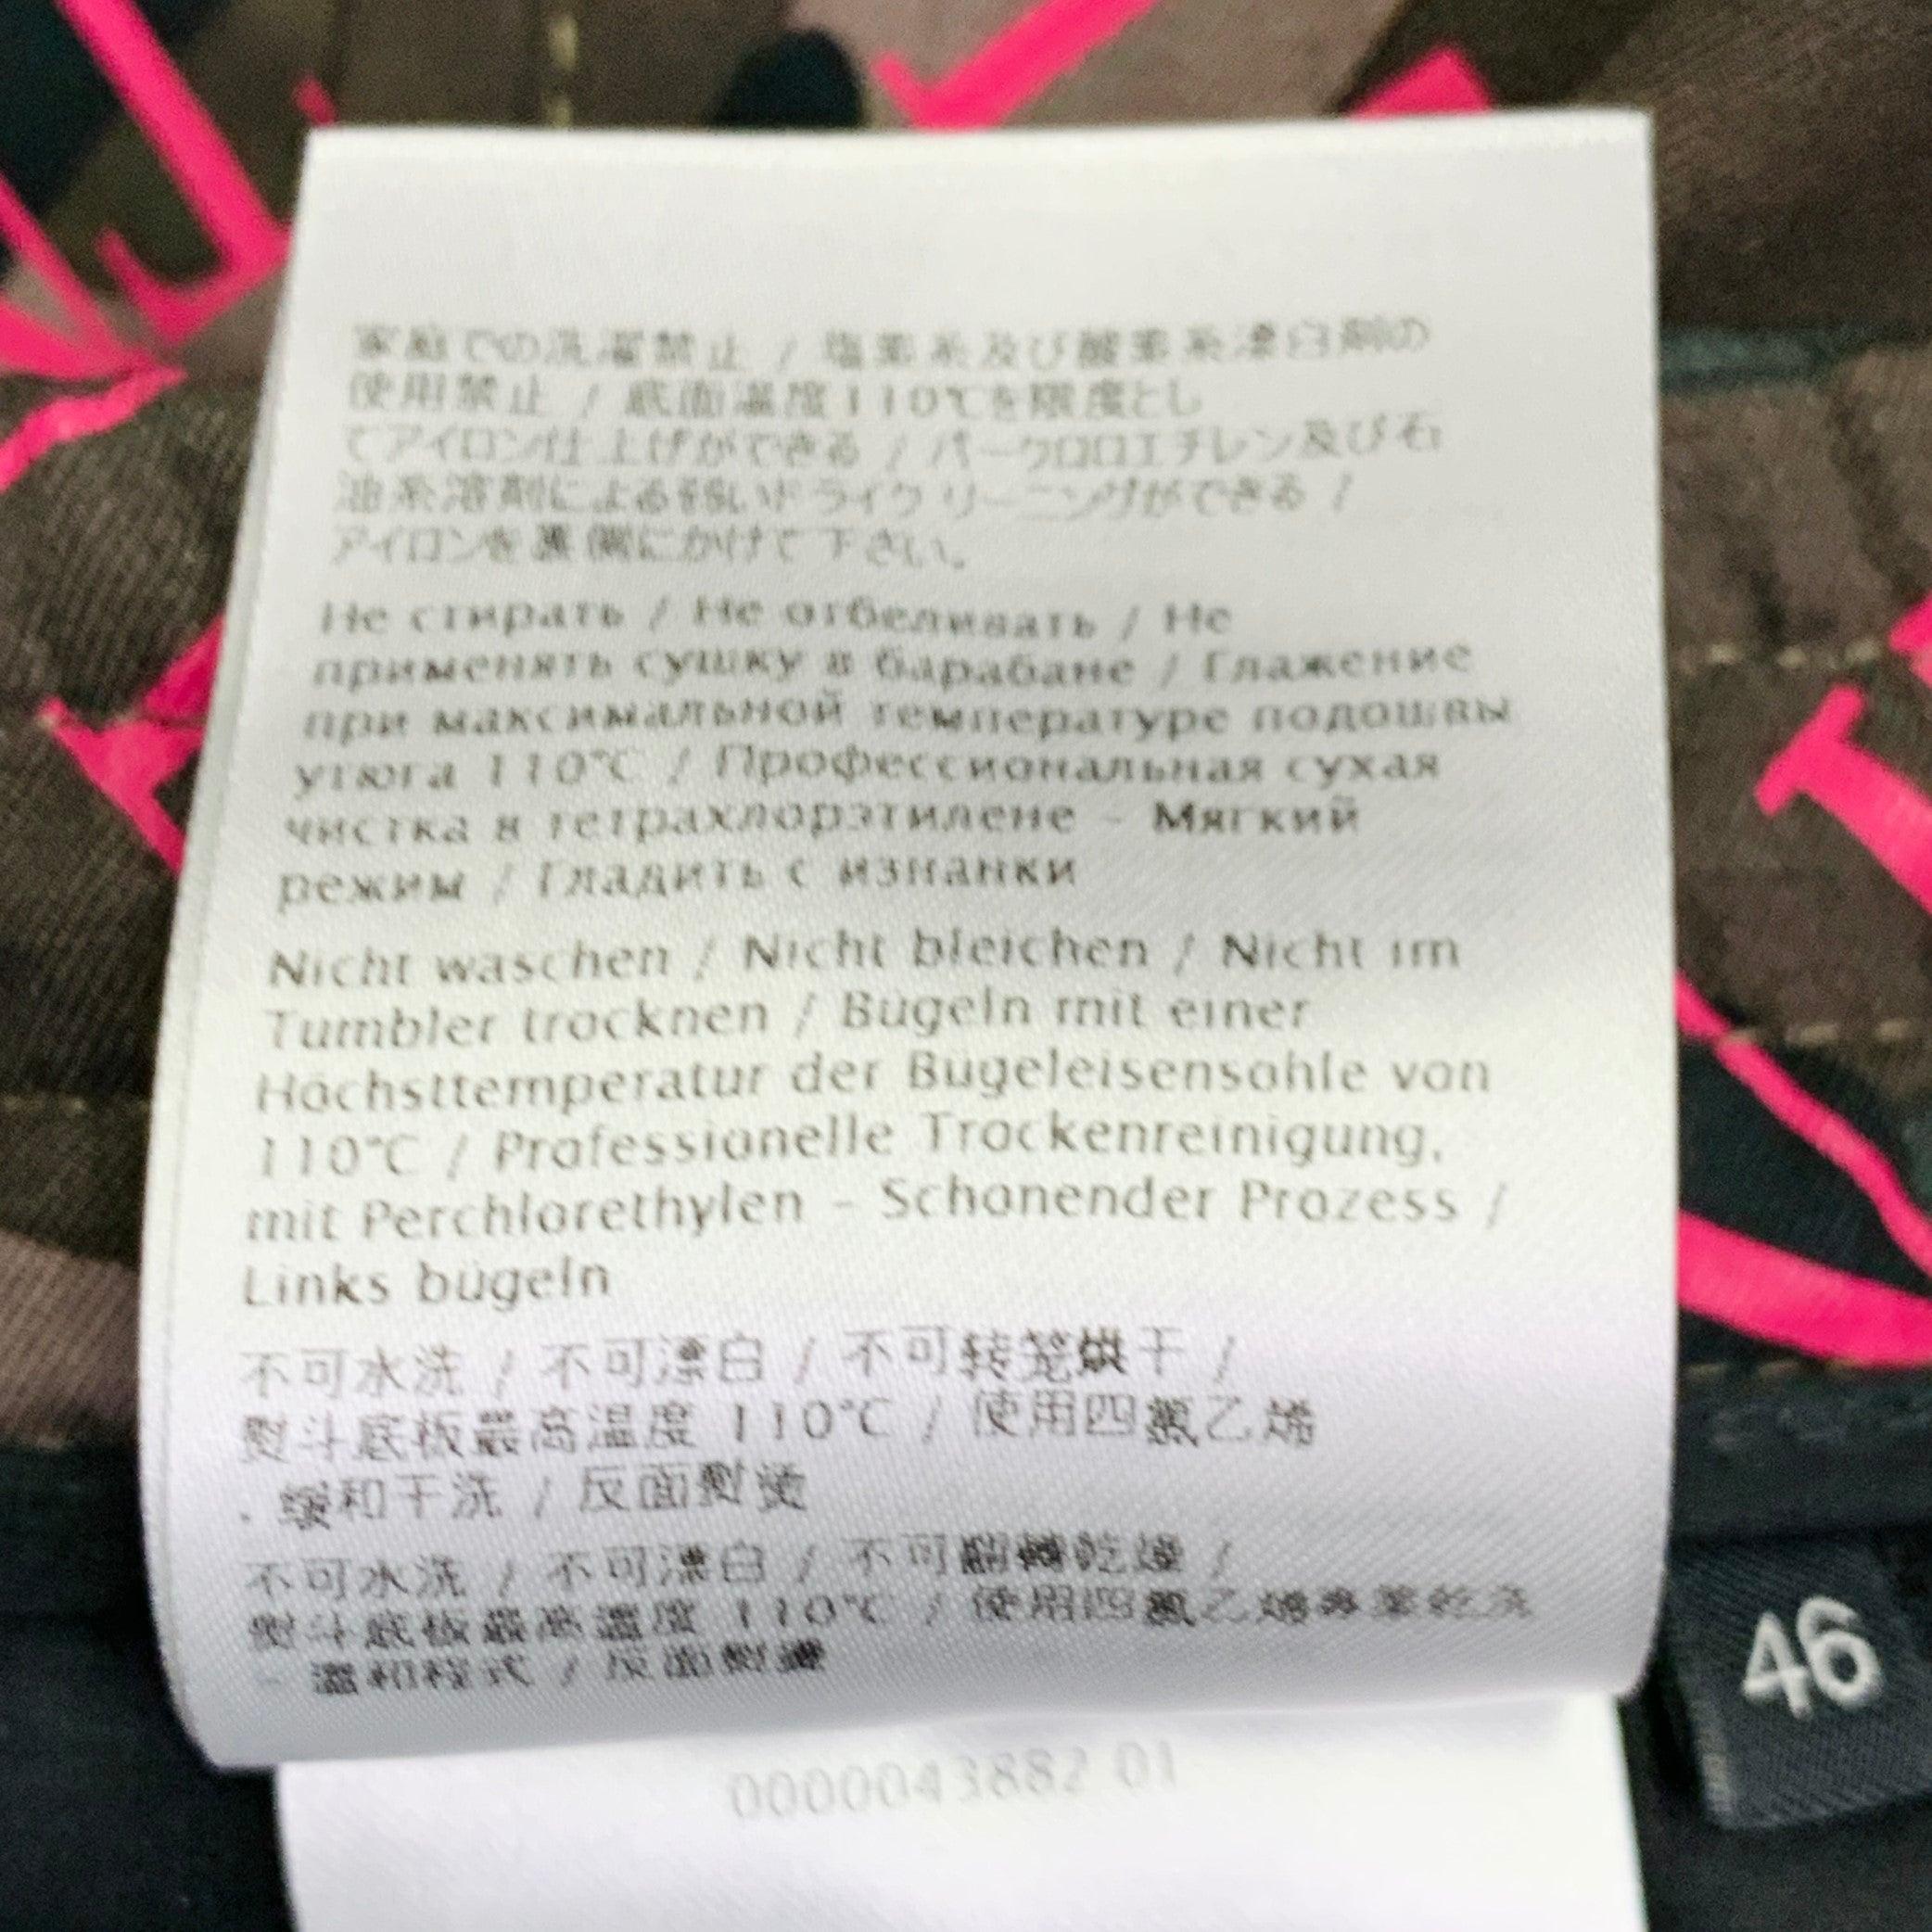 家庭での洗濯禁止 / 塩素系及び酸素系漂白剤の
使用禁止 / 底面温度110℃を限度とし
てアイロン仕上げができる / パークロロエチレン及び石
油系溶剤による弱いドライクリーニングができる /
アイロンを裏側にかけて下さい。
Не стирать / Не отбеливать / Не
применять сушку в барабане / Глажение
при максимальной температуре подошвы
утюга 110°C / Профессиональная сухая
чистка в тетрахлорэтилене - Мягкий
режим / Гладить с изнанки
Nicht waschen / Nicht bleichen / Nicht im
Tumbler trocknen / Bügeln mit einer
Höchsttemperatur der Bügeleisensohle von
110°C / Professionelle Trockenreinigung,
mit Perchlorethylen - Schonender Prozess /
Links bügeln
不可水洗 / 不可漂白 / 不可转笼烘干 /
熨斗底板最高温度 110°C / 使用四氯乙烯
. 缓和干洗 / 反面熨烫
不可水洗 / 不可漂白 / 不可翻轉乾燥 /
熨斗底板最高溫度 110°C / 使用四氯乙烯專業乾洗
- 溫和程式 / 反面熨燙
0000043882 01
46